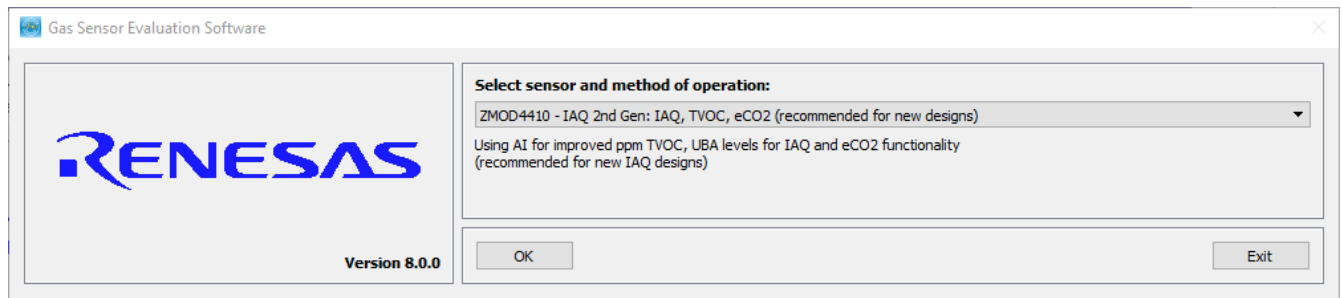 Gas Sensor Evaluation Software
RENESAS
Version 8.0.0
Select sensor and method of operation:
ZMOD4410 - IAQ 2nd Gen: IAQ, TVOC, eCO2 (recommended for new designs)
Using AI for improved ppm TVOC, UBA levels for IAQ and eCO2 functionality
(recommended for new IAQ designs)
OK
Exit